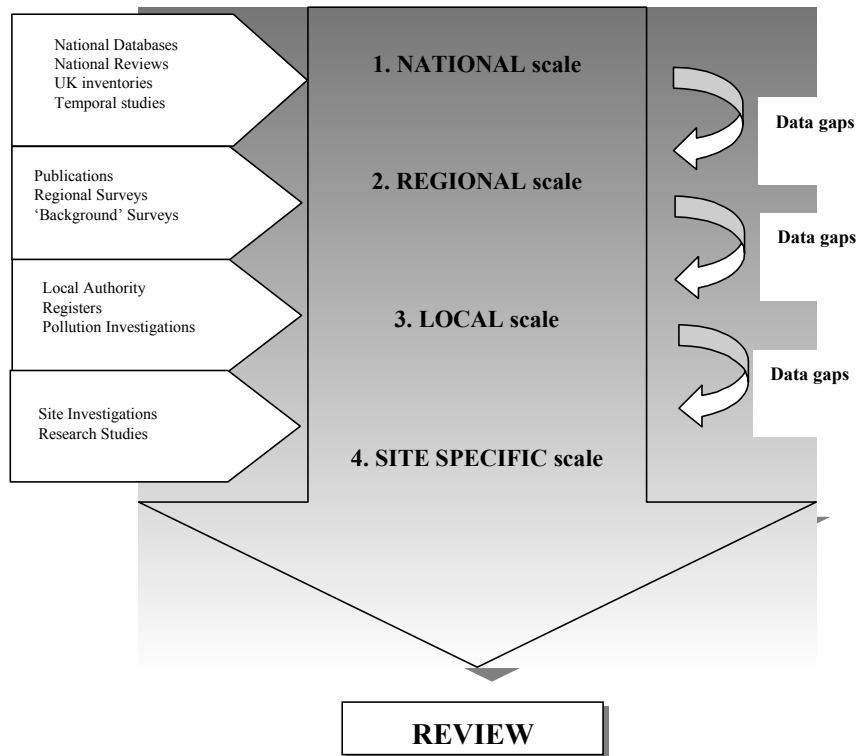 National Databases
National Reviews
UK inventories
Temporal studies
1. NATIONAL scale
Data gaps
Publications
Regional Surveys
‘Background’ Surveys
2. REGIONAL scale
Data gaps
Local Authority
Registers
Pollution Investigations
3. LOCAL scale
Data gaps
Site Investigations
Research Studies
4. SITE SPECIFIC scale
REVIEW